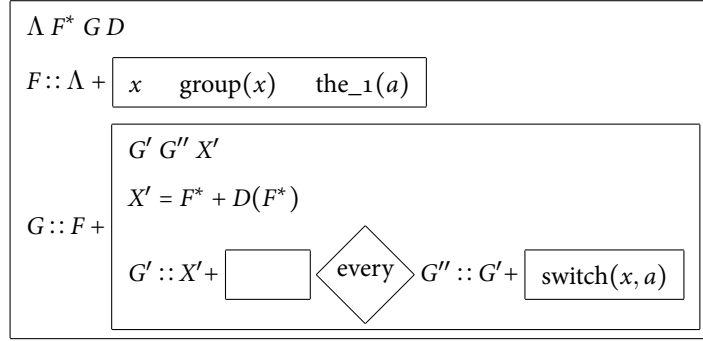 Λ F* G D
F :: Λ + x group(x) the_1(a)
G′ G″ X′
X′ = F* + D(F*)
G :: F +
G′ :: X′+ every G″ :: G′+ switch(x, a)